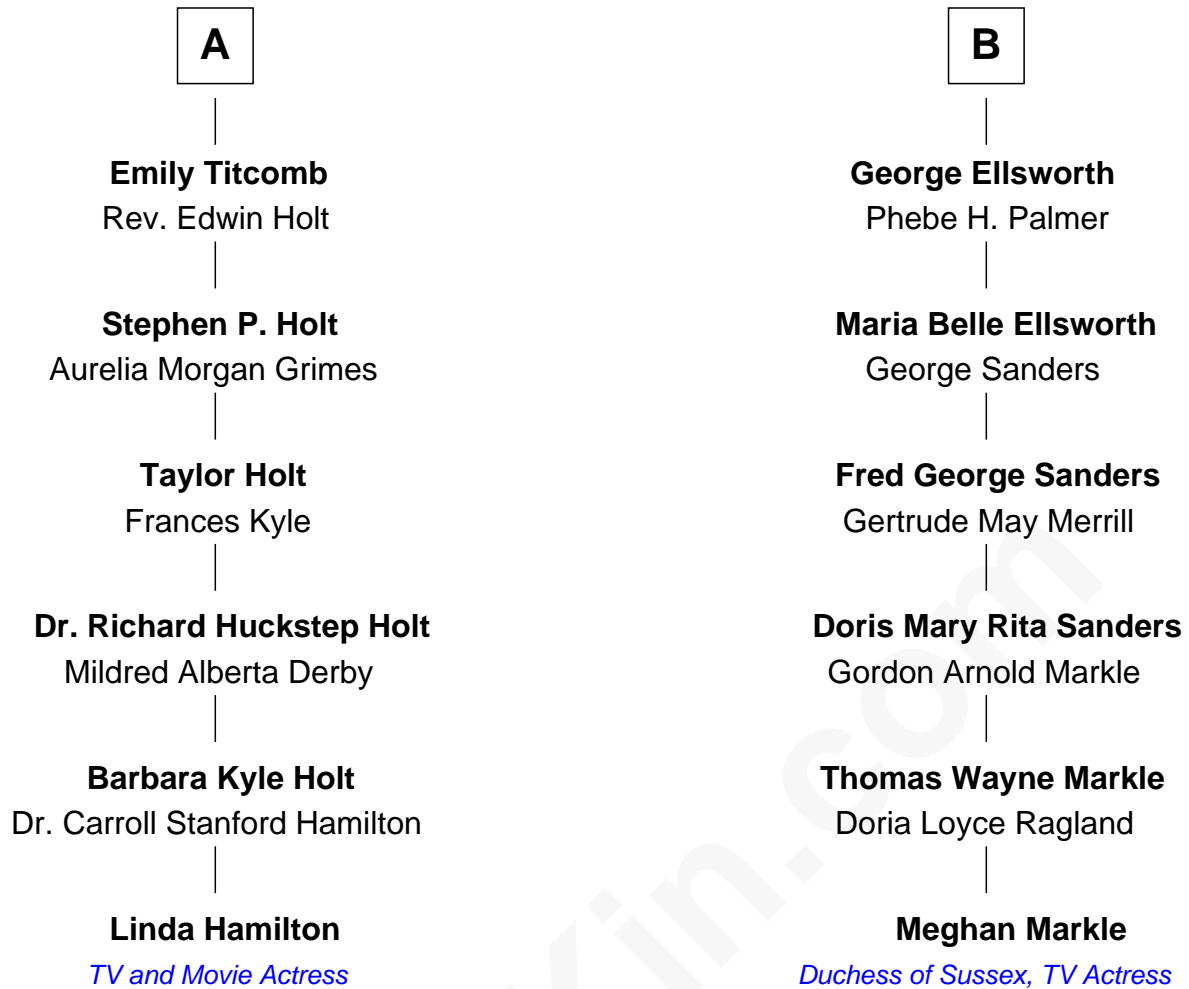 A
Emily Titcomb
Rev. Edwin Holt
Stephen P. Holt
Aurelia Morgan Grimes
Taylor Holt
Frances Kyle
Dr. Richard Huckstep Holt
Mildred Alberta Derby
Barbara Kyle Holt
Dr. Carroll Stanford Hamilton
Linda Hamilton
TV and Movie Actress
B
George Ellsworth
Phebe H. Palmer
Maria Belle Ellsworth
George Sanders
Fred George Sanders
Gertrude May Merrill
Doris Mary Rita Sanders
Gordon Arnold Markle
Thomas Wayne Markle
Doria Loyce Ragland
Meghan Markle
Duchess of Sussex, TV Actress
Kin.com